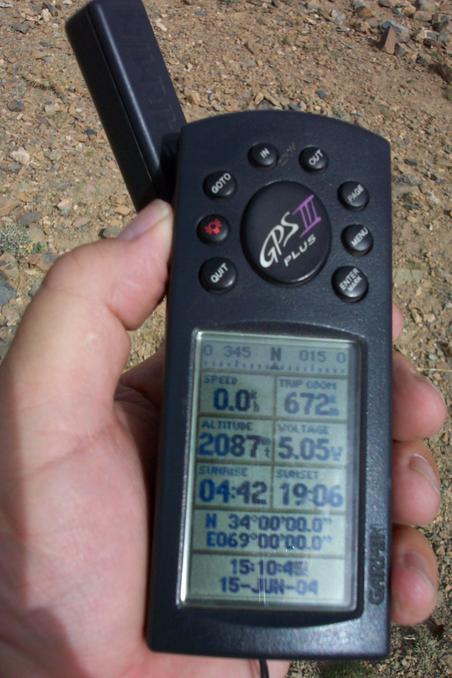 IN
OUT
GOTO
PAGE
QUIT
MENU
ENTER
MARK
GPS III
PLUS
0 345 N 015 0
SPEED
0.0
TRIP ODOM
672
ALTITUDE
2087
VOLTAGE
5.05
SUNRISE
04:42
SUNSET
19:06
N 34°00'00.0"
E069°00'00.0"
15:10:4
15-JUN-04
GARMIN